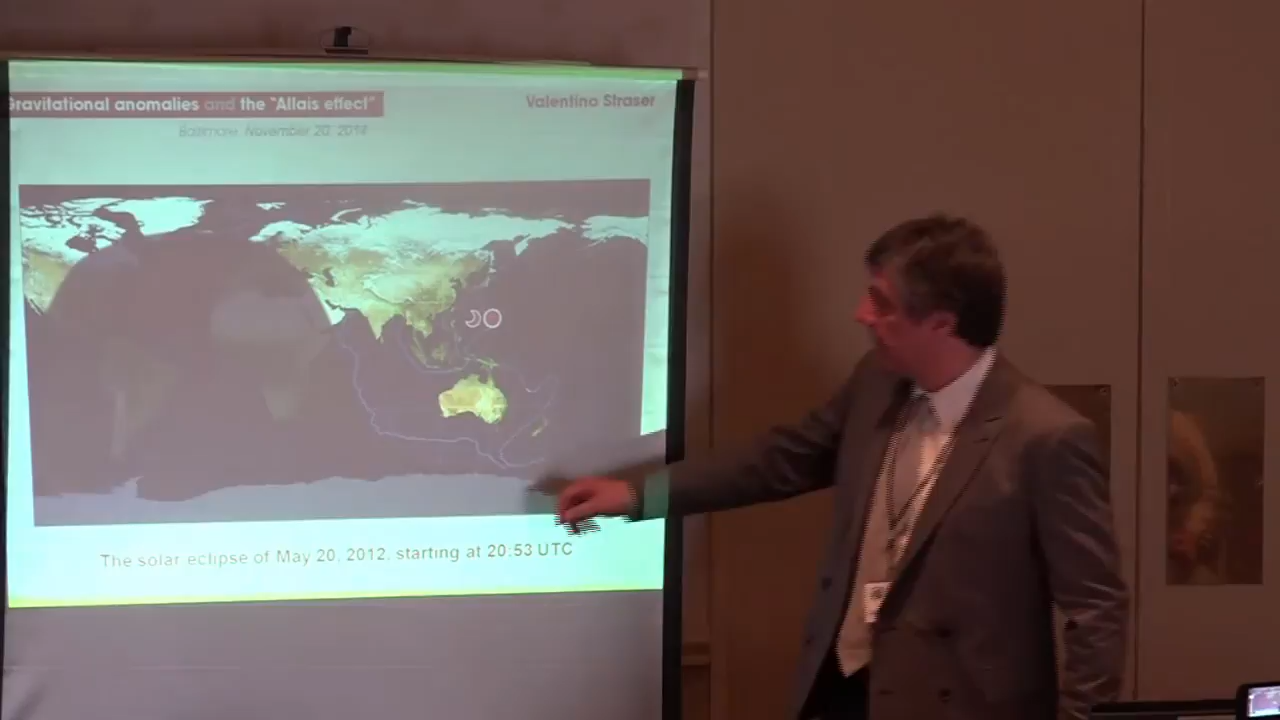 Gravitational anomalies and the "Allais effect"
Valentino Straser
Baltimore, November 20, 2014
The solar eclipse of May 20, 2012, starting at 20:53 UTC